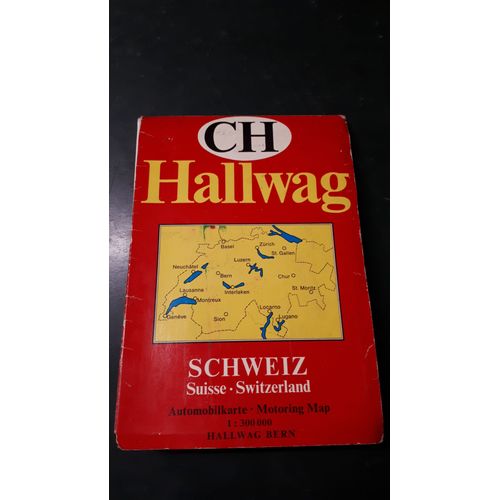 CH
Hallwag
Basel
Zürich
St. Gallen
Luzern
Neuchâtel
Bern
Chur
Interlaken
Lausanne
St. Moritz
Montreux
Locarno
Genève
Sion
Lugano
SCHWEIZ
Suisse · Switzerland
Automobilkarte · Motoring Map
1 : 300 000
HALLWAG BERN